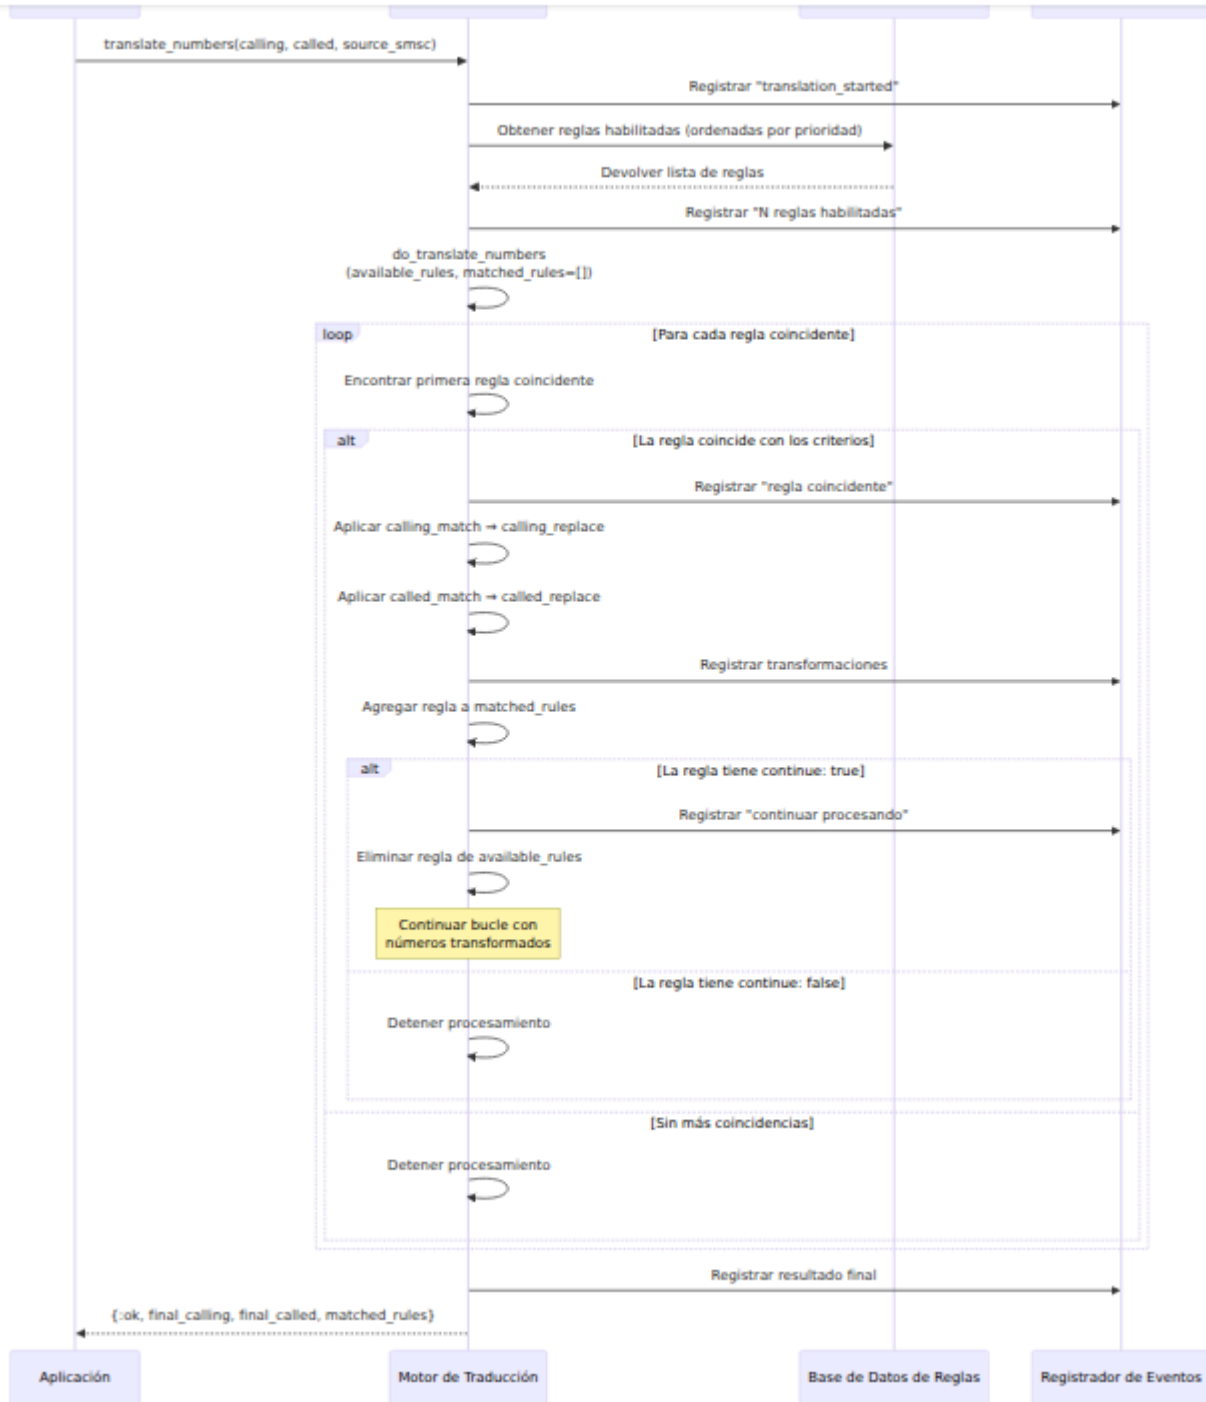 translate_numbers(calling, called, source_smsc)
Registrar "translation_started"
Obtener reglas habilitadas (ordenadas por prioridad)
Devolver lista de reglas
Registrar "N reglas habilitadas"
do_translate_numbers
(available_rules, matched_rules=[])
loop
[Para cada regla coincidente]
Encontrar primera regla coincidente
alt
[La regla coincide con los criterios]
Registrar "regla coincidente"
Aplicar calling_match → calling_replace
Aplicar called_match → called_replace
Registrar transformaciones
Agregar regla a matched_rules
alt
[La regla tiene continue: true]
Registrar "continuar procesando"
Eliminar regla de available_rules
Continuar bucle con
números transformados
[La regla tiene continue: false]
Detener procesamiento
[Sin más coincidencias]
Detener procesamiento
Registrar resultado final
{:ok, final_calling, final_called, matched_rules}
Aplicación
Motor de Traducción
Base de Datos de Reglas
Registrador de Eventos